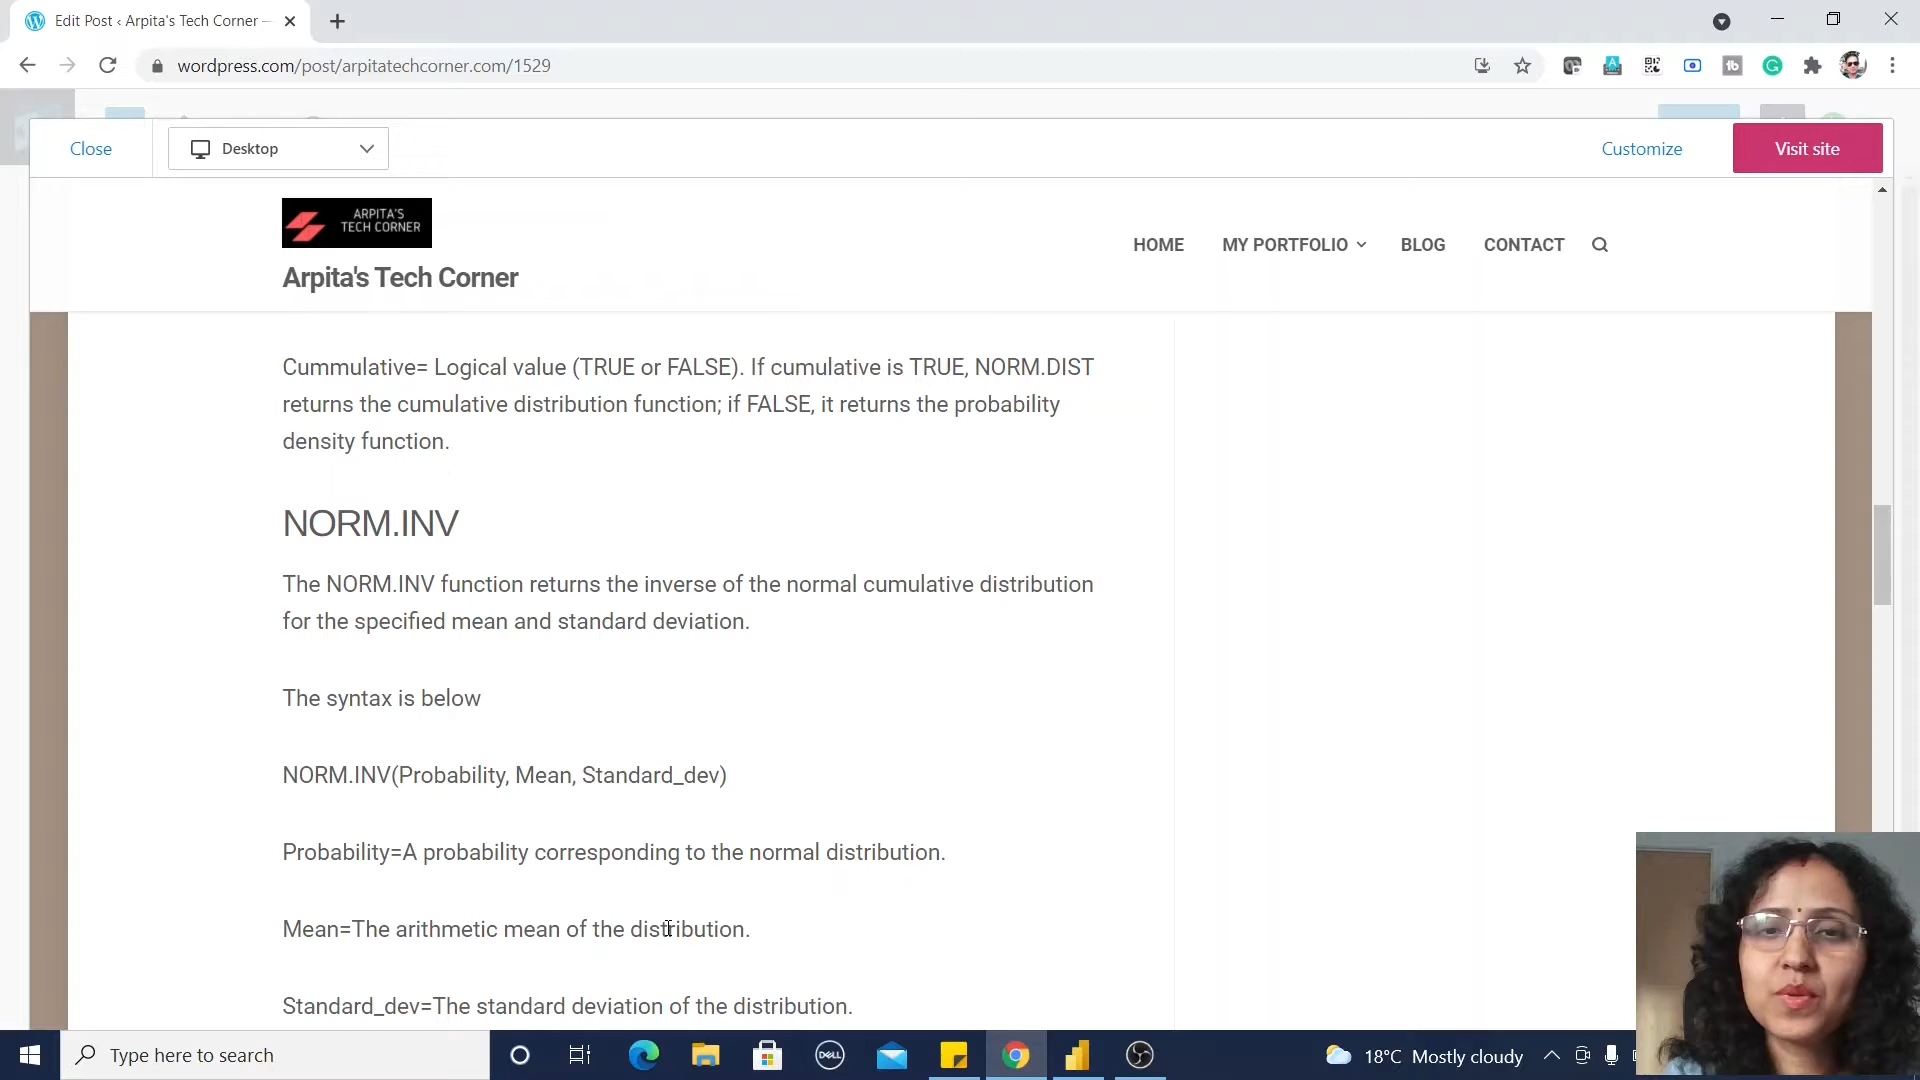 Edit Post ‹ Arpita's Tech Corner —
wordpress.com/post/arpitatechcorner.com/1529
Close
Desktop
Customize
Visit site
ARPITA'S
TECH CORNER
HOME
MY PORTFOLIO
BLOG
CONTACT
Arpita's Tech Corner
Cummulative= Logical value (TRUE or FALSE). If cumulative is TRUE, NORM.DIST
returns the cumulative distribution function; if FALSE, it returns the probability
density function.
NORM.INV
The NORM.INV function returns the inverse of the normal cumulative distribution
for the specified mean and standard deviation.
The syntax is below
NORM.INV(Probability, Mean, Standard_dev)
Probability=A probability corresponding to the normal distribution.
Mean=The arithmetic mean of the distribution.
Standard_dev=The standard deviation of the distribution.
Type here to search
DELL
18°C Mostly cloudy